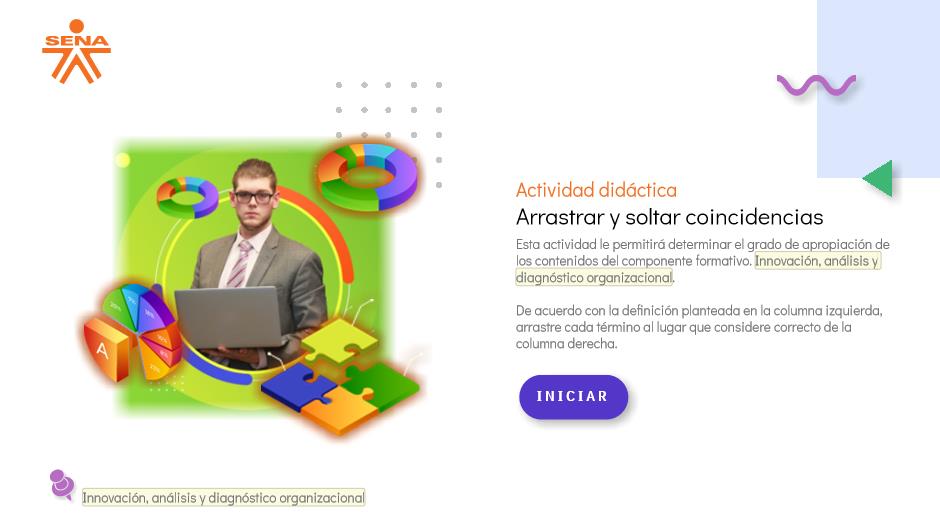 SENA
Actividad didáctica
Arrastrar y soltar coincidencias
Esta actividad le permitirá determinar el grado de apropiación de
los contenidos del componente formativo. Innovación, análisis y
diagnóstico organizacional.
De acuerdo con la definición planteada en la columna izquierda,
arrastre cada término al lugar que considere correcto de la
columna derecha.
INICIAR
A
Innovación, análisis y diagnóstico organizacional